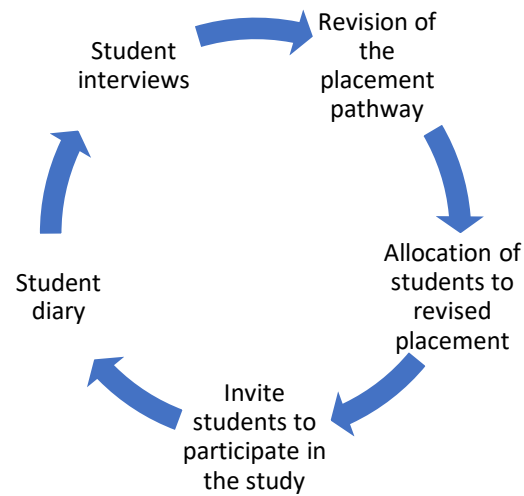 Revision of
the
placement
pathway
Allocation of
students to
revised
placement
Invite
students to
participate in
the study
Student
diary
Student
interviews